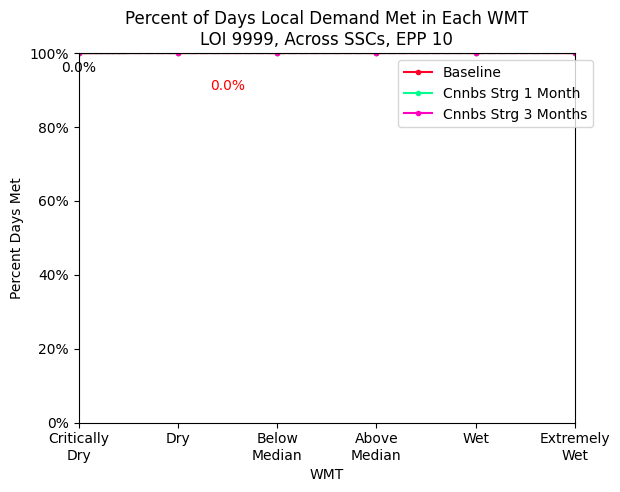 Percent of Days Local Demand Met in Each WMT
LOI 9999, Across SSCs, EPP 10
100%
80%
60%
40%
20%
0%
Percent Days Met
0.0%
0.0%
Baseline
Cnnbs Strg 1 Month
Cnnbs Strg 3 Months
Critically
Dry
Dry
Below
Median
Above
Median
Wet
Extremely
Wet
WMT